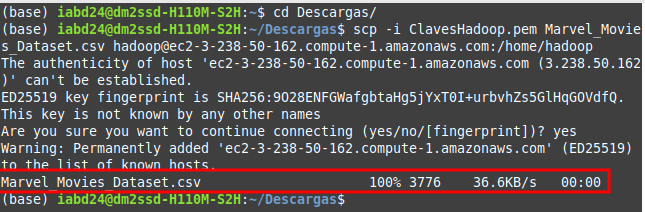 (base) iabd24@dm2ssd-H110M-S2H:~$ cd Descargas/
(base) iabd24@dm2ssd-H110M-S2H:~/Descargas$ scp -i ClavesHadoop.pem Marvel_Movie
s_Dataset.csv hadoop@ec2-3-238-50-162.compute-1.amazonaws.com:/home/hadoop
The authenticity of host 'ec2-3-238-50-162.compute-1.amazonaws.com (3.238.50.162
)' can't be established.
ED25519 key fingerprint is SHA256:9O28ENFGWafgbtaHg5jYxT0I+urbvhZs5GlHqGOVdfQ.
This key is not known by any other names
Are you sure you want to continue connecting (yes/no/[fingerprint])? yes
Warning: Permanently added 'ec2-3-238-50-162.compute-1.amazonaws.com' (ED25519)
to the list of known hosts.
Marvel_Movies_Dataset.csv 100% 3776 36.6KB/s 00:00
(base) iabd24@dm2ssd-H110M-S2H:~/Descargas$